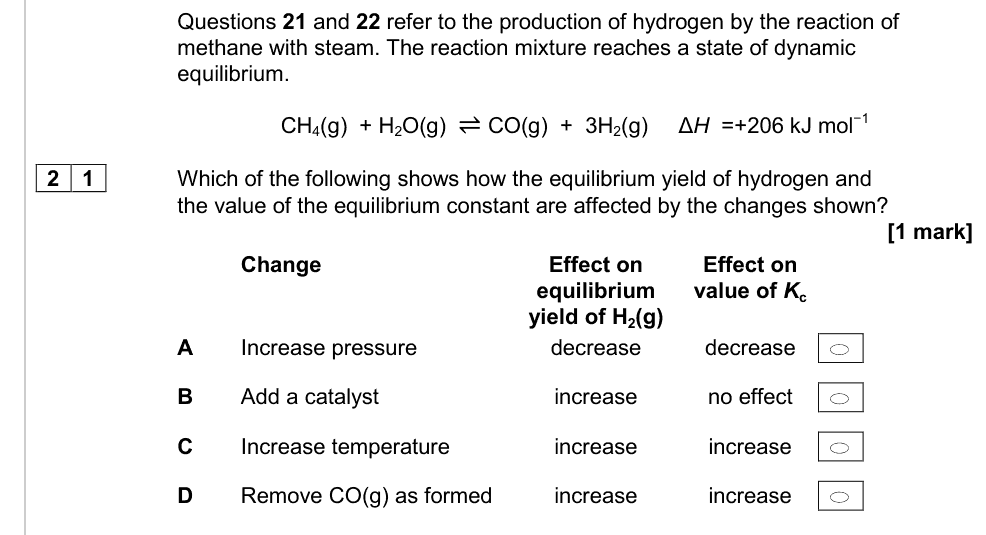 Questions 21 and 22 refer to the production of hydrogen by the reaction of
methane with steam. The reaction mixture reaches a state of dynamic
equilibrium.
CH₄(g) + H₂O(g) ⇌ CO(g) + 3H₂(g) ΔH =+206 kJ mol⁻¹
2 1 Which of the following shows how the equilibrium yield of hydrogen and
the value of the equilibrium constant are affected by the changes shown?
[1 mark]
Change Effect on equilibrium yield of H₂(g) Effect on value of K꜀
A Increase pressure decrease decrease
B Add a catalyst increase no effect
C Increase temperature increase increase
D Remove CO(g) as formed increase increase